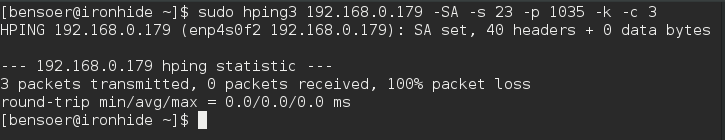 [bensoer@ironhide ~]$ sudo hping3 192.168.0.179 -SA -s 23 -p 1035 -k -c 3
HPING 192.168.0.179 (enp4s0f2 192.168.0.179): SA set, 40 headers + 0 data bytes
--- 192.168.0.179 hping statistic ---
3 packets transmitted, 0 packets received, 100% packet loss
round-trip min/avg/max = 0.0/0.0/0.0 ms
[bensoer@ironhide ~]$